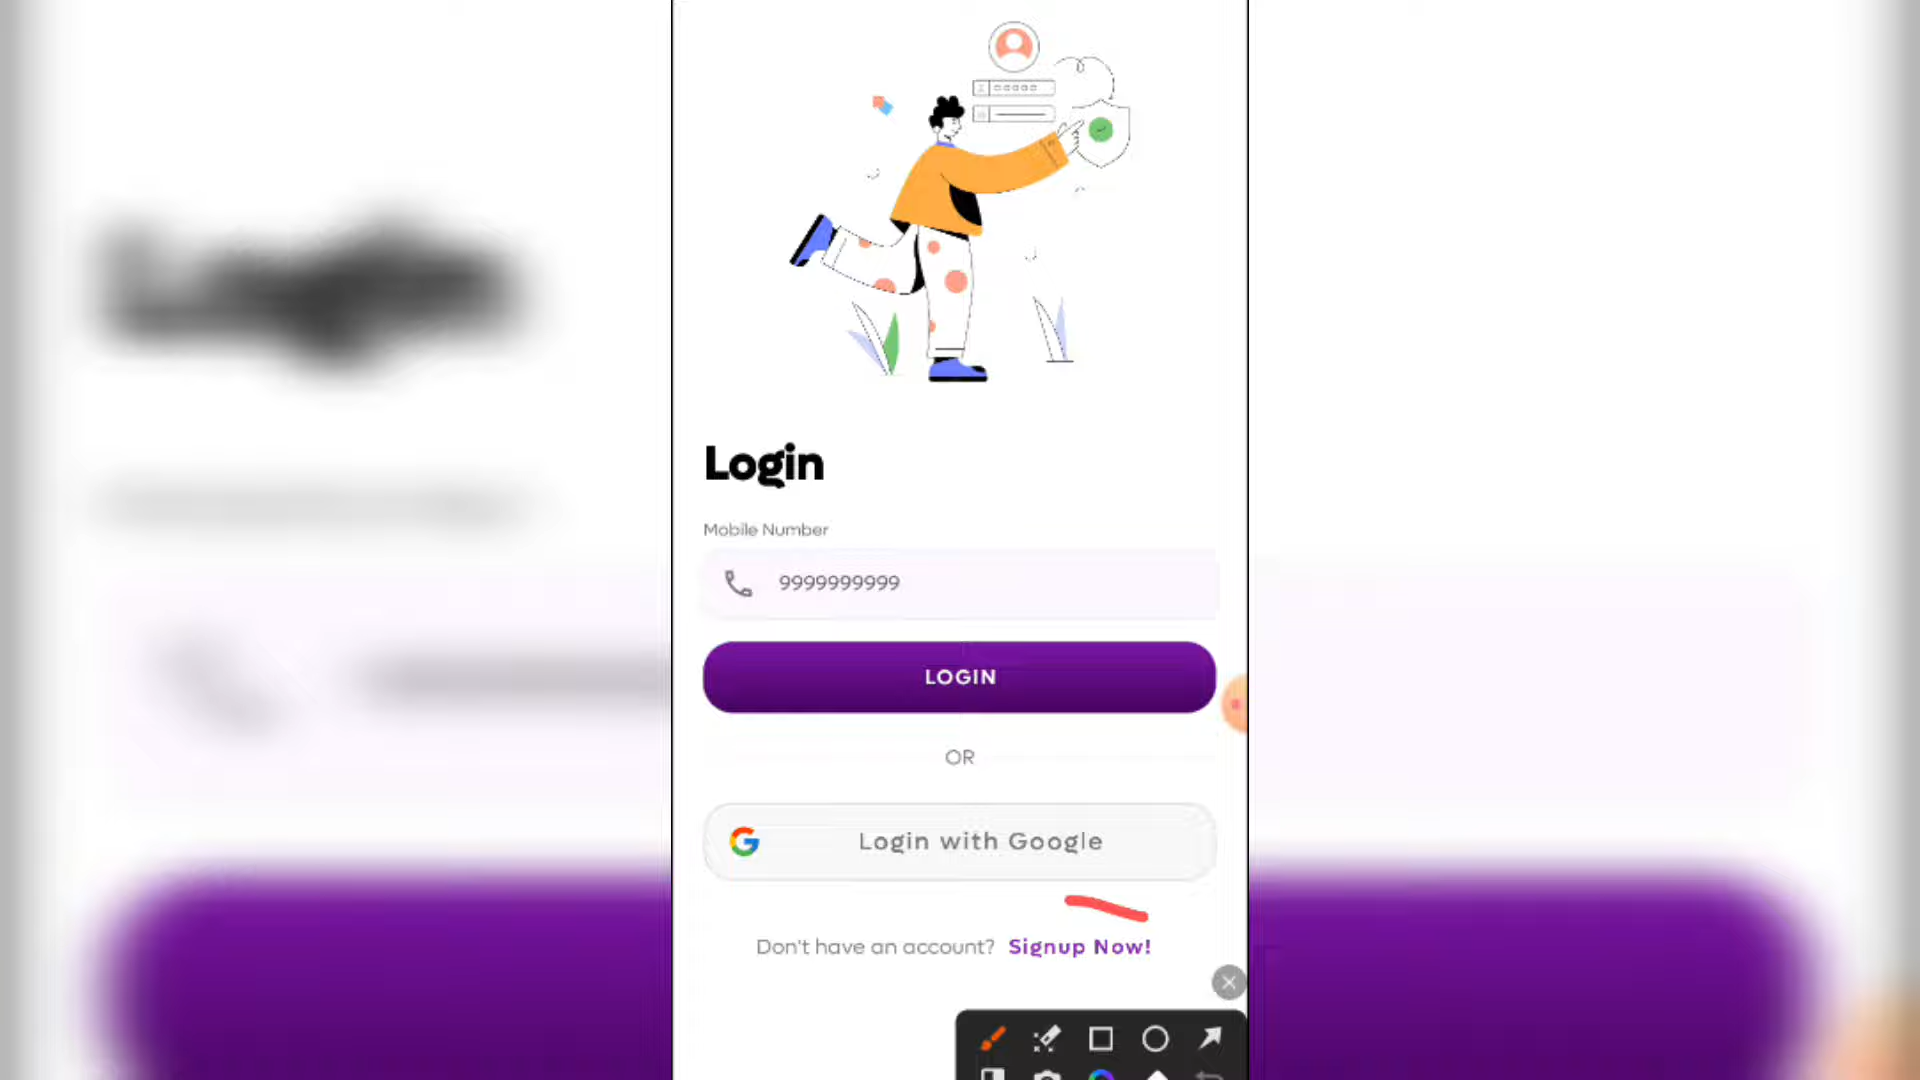 Login
Mobile Number
9999999999
LOGIN
OR
Login with Google
Don't have an account? Signup Now!